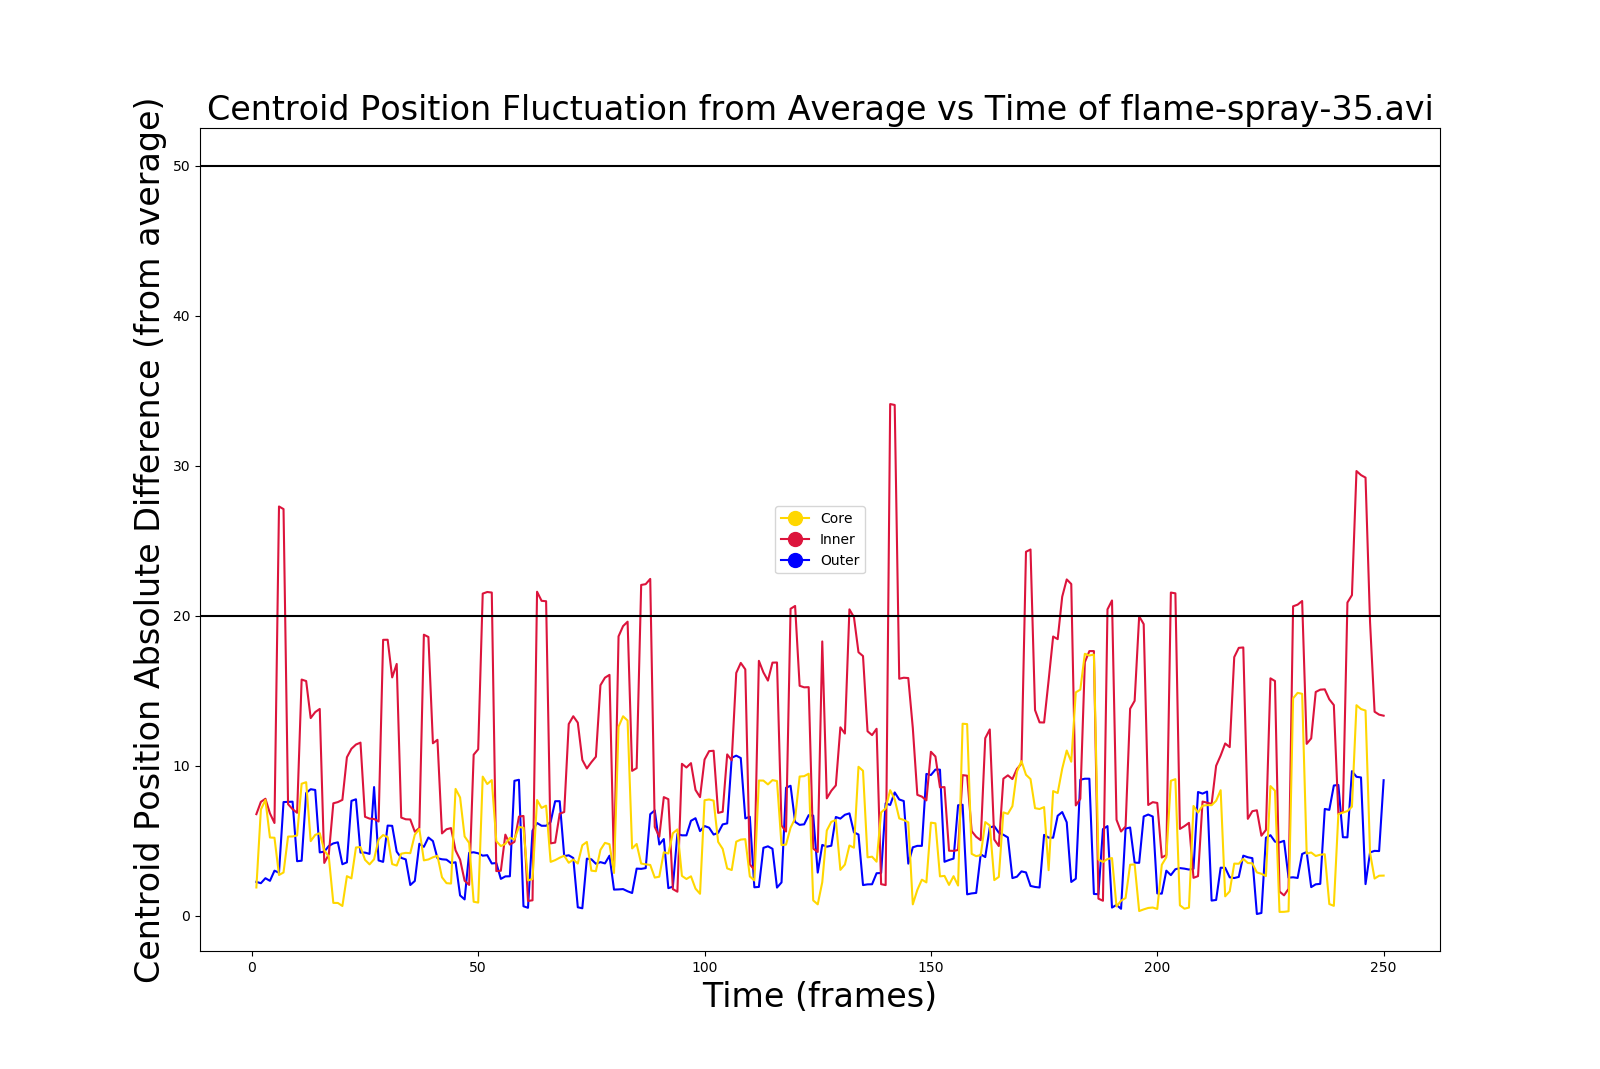 Centroid Position Fluctuation from Average vs Time of flame-spray-35.avi
Centroid Position Absolute Difference (from average)
50
40
30
20
10
0
Core
Inner
Outer
0 50 100 150 200 250
Time (frames)